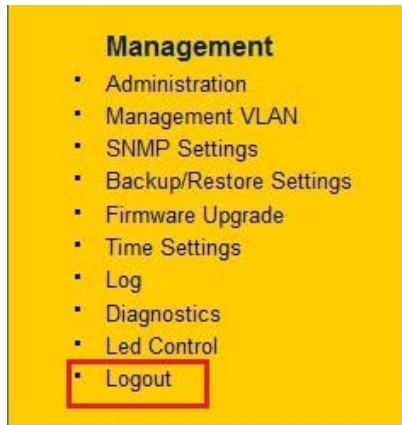 Management
Administration
Management VLAN
SNMP Settings
Backup/Restore Settings
Firmware Upgrade
Time Settings
Log
Diagnostics
Led Control
Logout